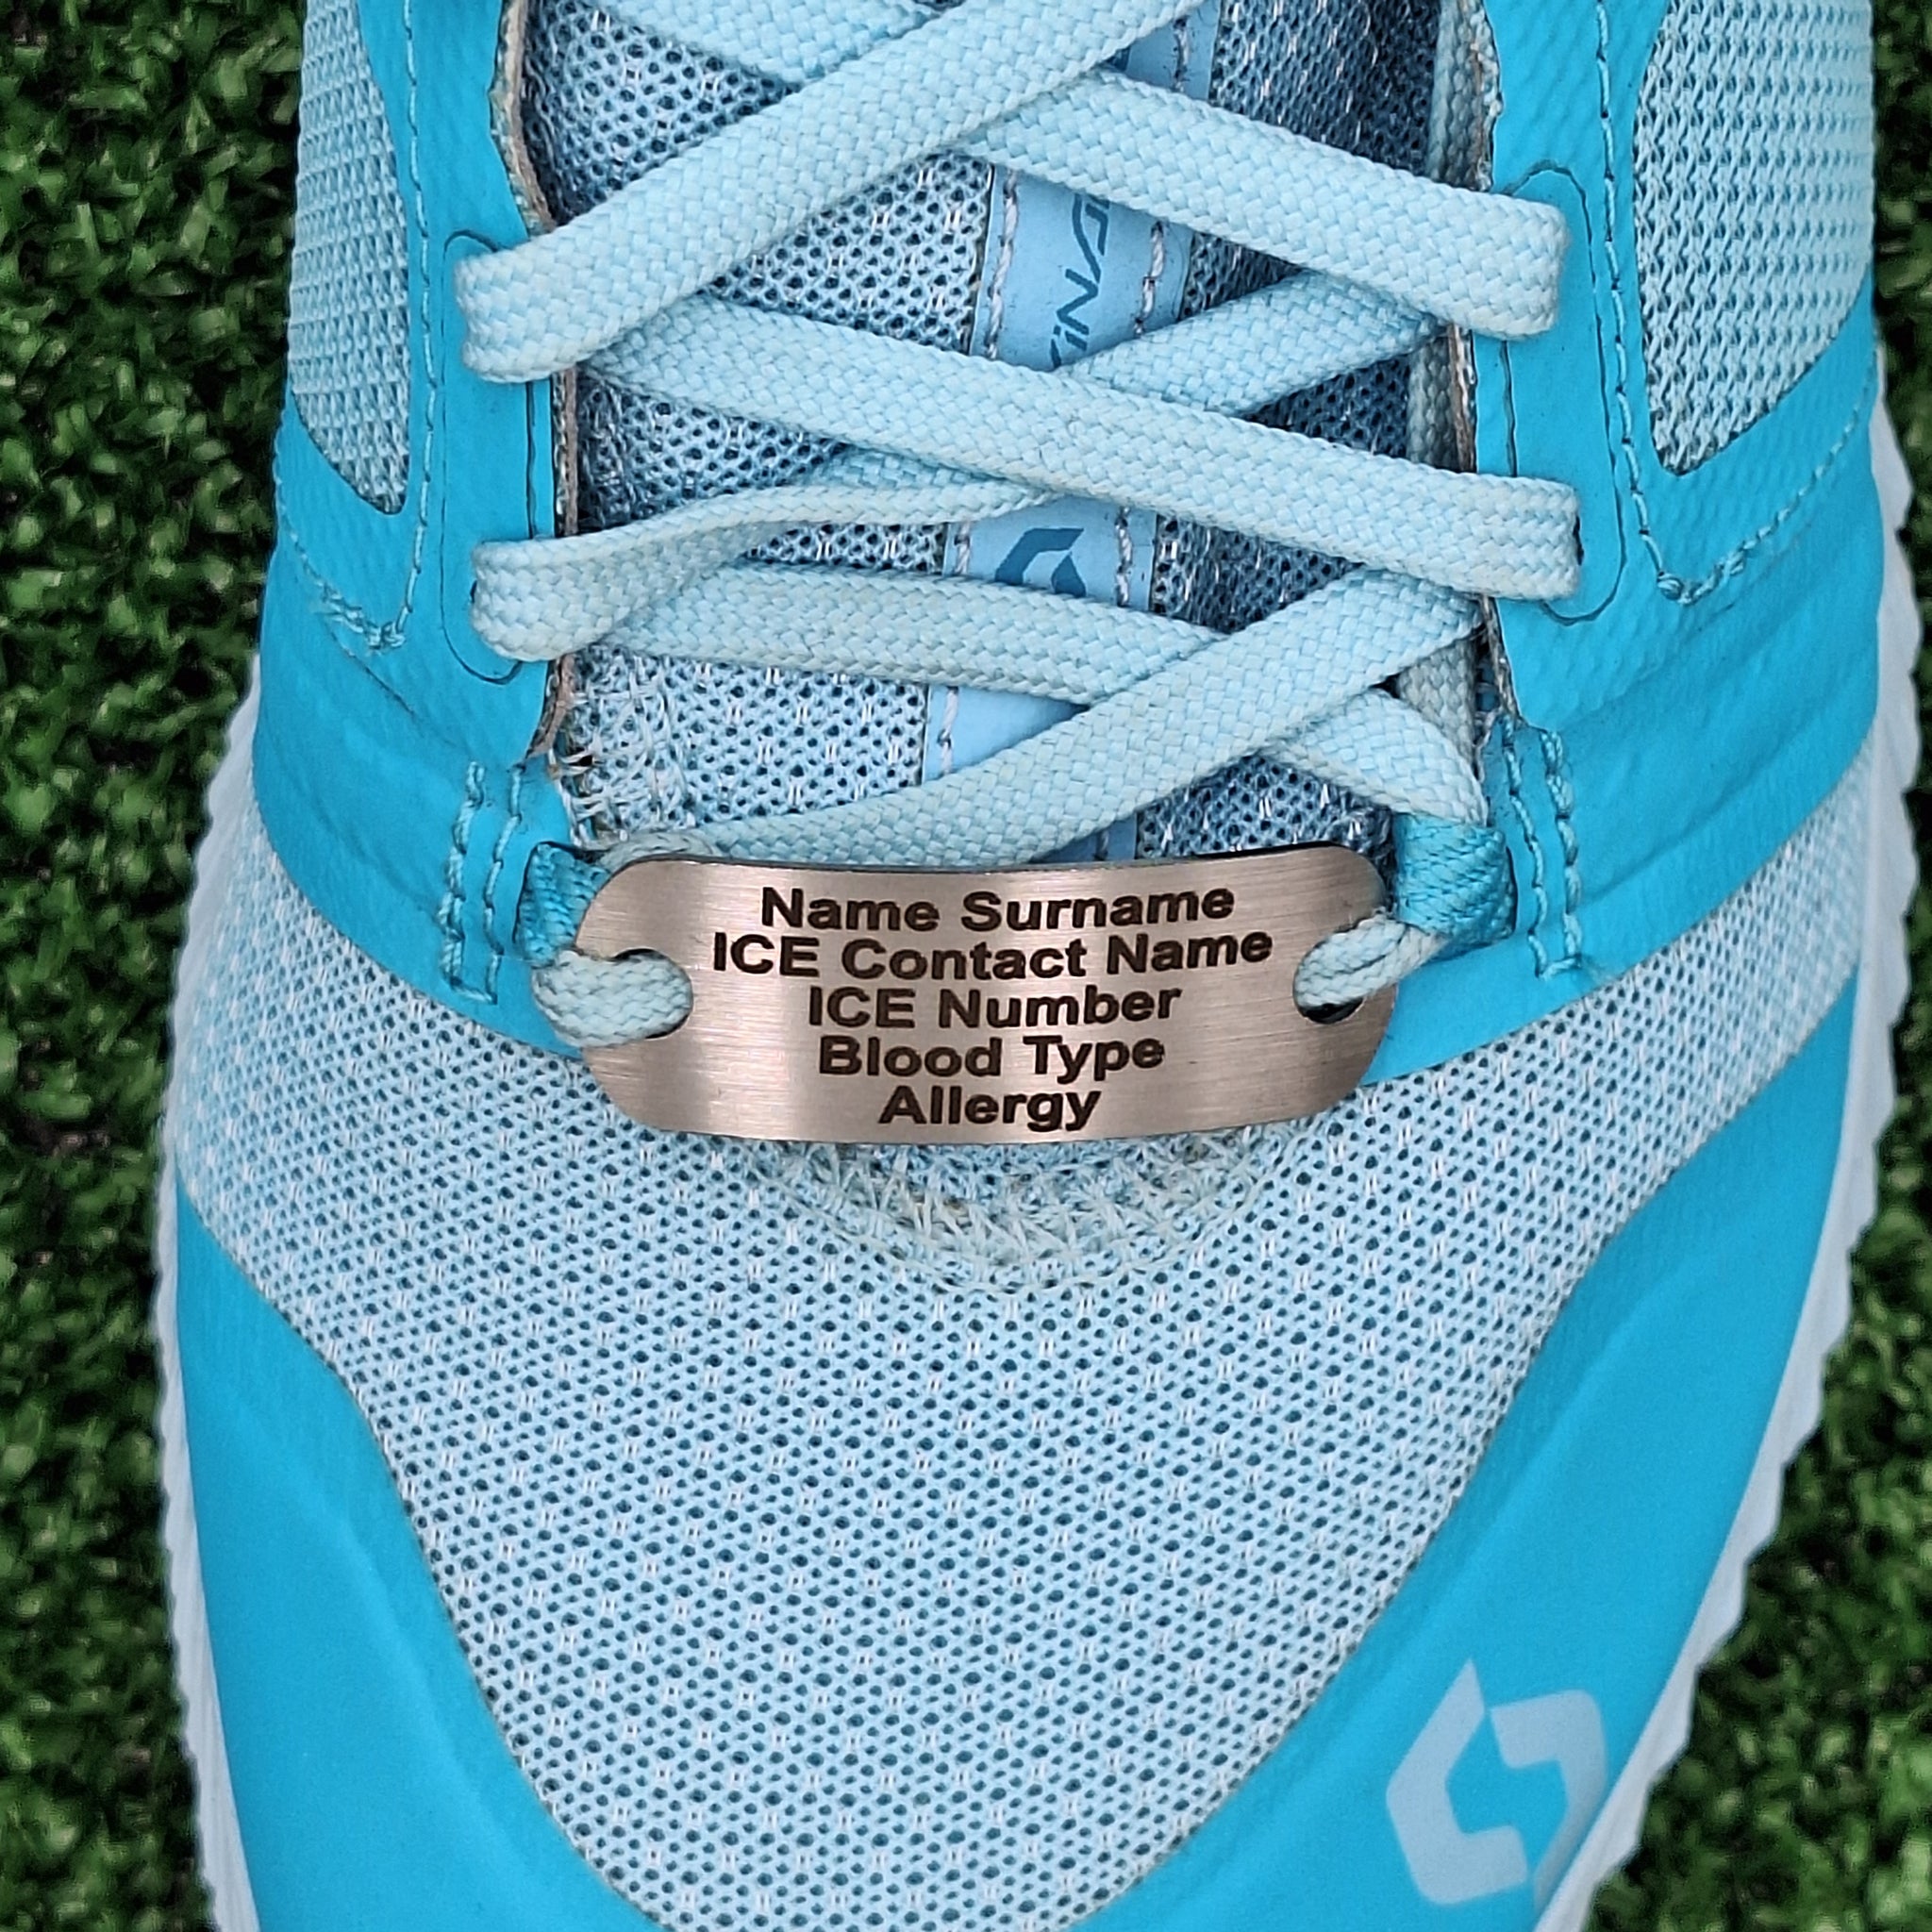 Name Surname
ICE Contact Name
ICE Number
Blood Type
Allergy